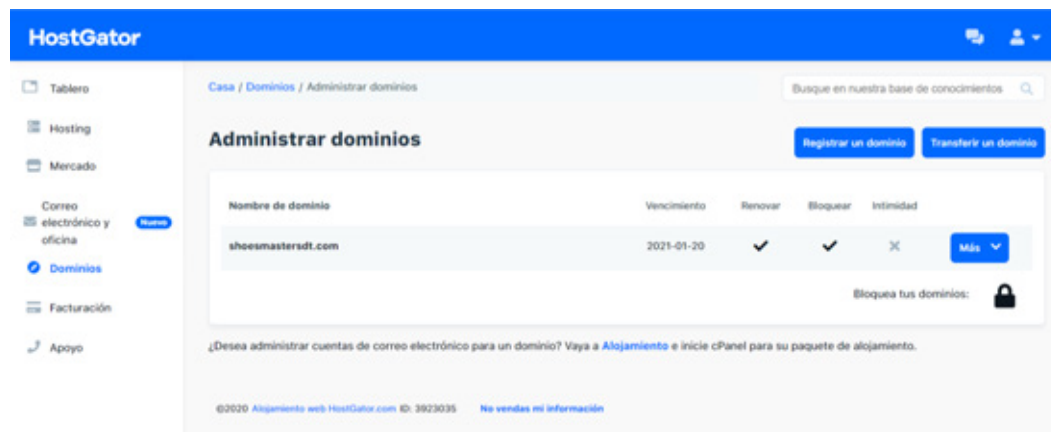 HostGator
Tablero
Hosting
Mercado
Correo
electrónico y
oficina
Nuevo
Dominios
Facturación
Apoyo
Casa / Dominios / Administrar dominios
Busque en nuestra base de conocimientos
Administrar dominios
Registrar un dominio
Transferir un dominio
Nombre de dominio Vencimiento Renovar Bloquear Intimidad
shoesmastersdt.com 2021-01-20 Más
Bloquea tus dominios:
¿Desea administrar cuentas de correo electrónico para un dominio? Vaya a Alojamiento e inicie cPanel para su paquete de alojamiento.
©2020 Alojamiento web HostGator.com ID: 3923035 No vendas mi información